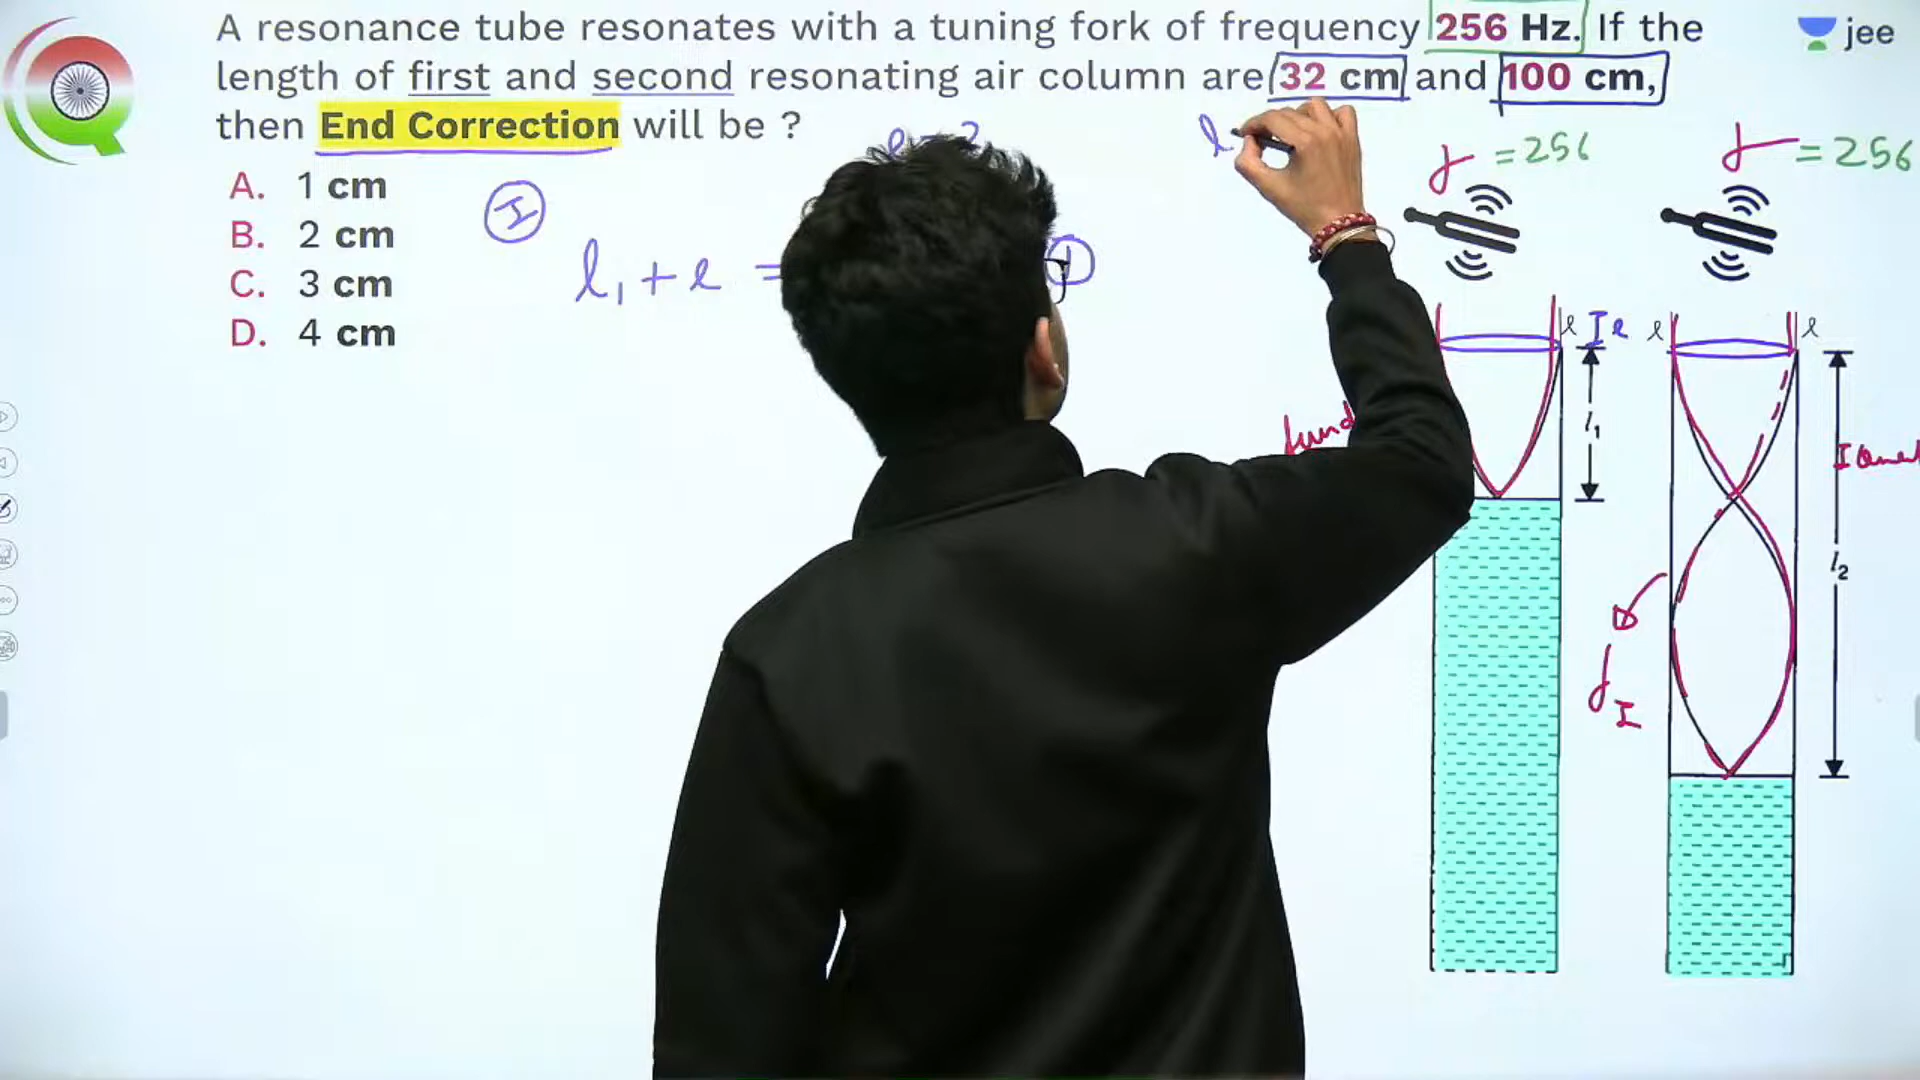 A resonance tube resonates with a tuning fork of frequency 256 Hz. If the
length of first and second resonating air column are 32 cm and 100 cm,
then End Correction will be ?
jee
A. 1 cm
B. 2 cm
C. 3 cm
D. 4 cm
I
l₁ + e =
1
l
f = 256
f = 256
e I e
e
e
fund
l₁
I
l₂
f I